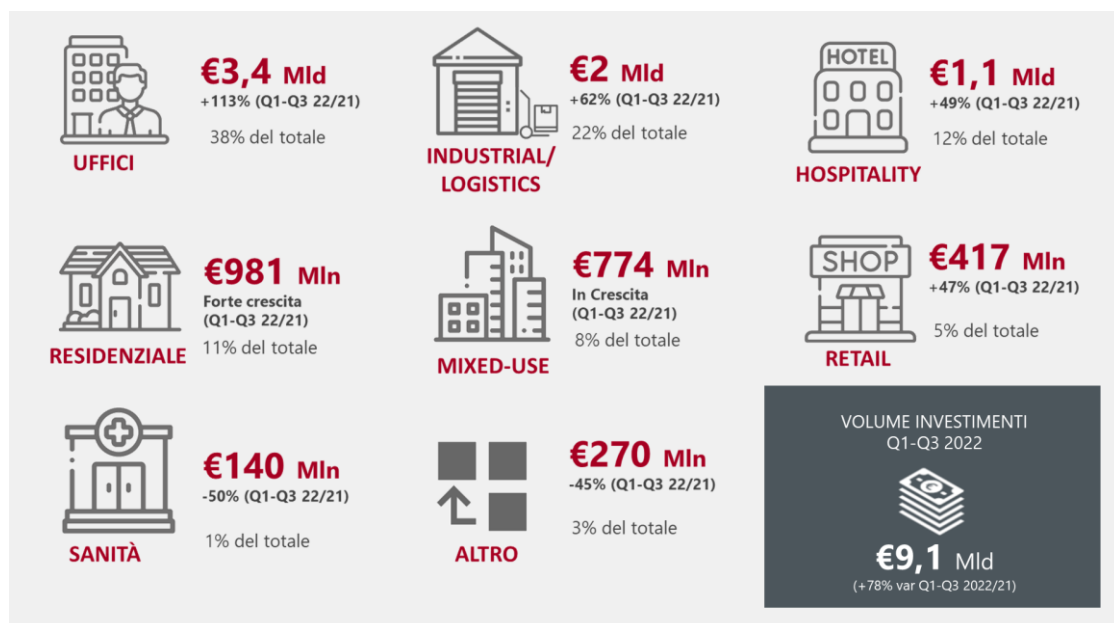 €3,4 Mld
+113% (Q1-Q3 22/21)
38% del totale
UFFICI
€2 Mld
+62% (Q1-Q3 22/21)
22% del totale
INDUSTRIAL/
LOGISTICS
HOTEL
€1,1 Mld
+49% (Q1-Q3 22/21)
12% del totale
HOSPITALITY
€981 Mln
Forte crescita
(Q1-Q3 22/21)
11% del totale
RESIDENZIALE
€774 Mln
In Crescita
(Q1-Q3 22/21)
8% del totale
MIXED-USE
SHOP
€417 Mln
+47% (Q1-Q3 22/21)
5% del totale
RETAIL
€140 Mln
-50% (Q1-Q3 22/21)
1% del totale
SANITÀ
€270 Mln
-45% (Q1-Q3 22/21)
3% del totale
ALTRO
VOLUME INVESTIMENTI
Q1-Q3 2022
€9,1 Mld
(+78% var Q1-Q3 2022/21)